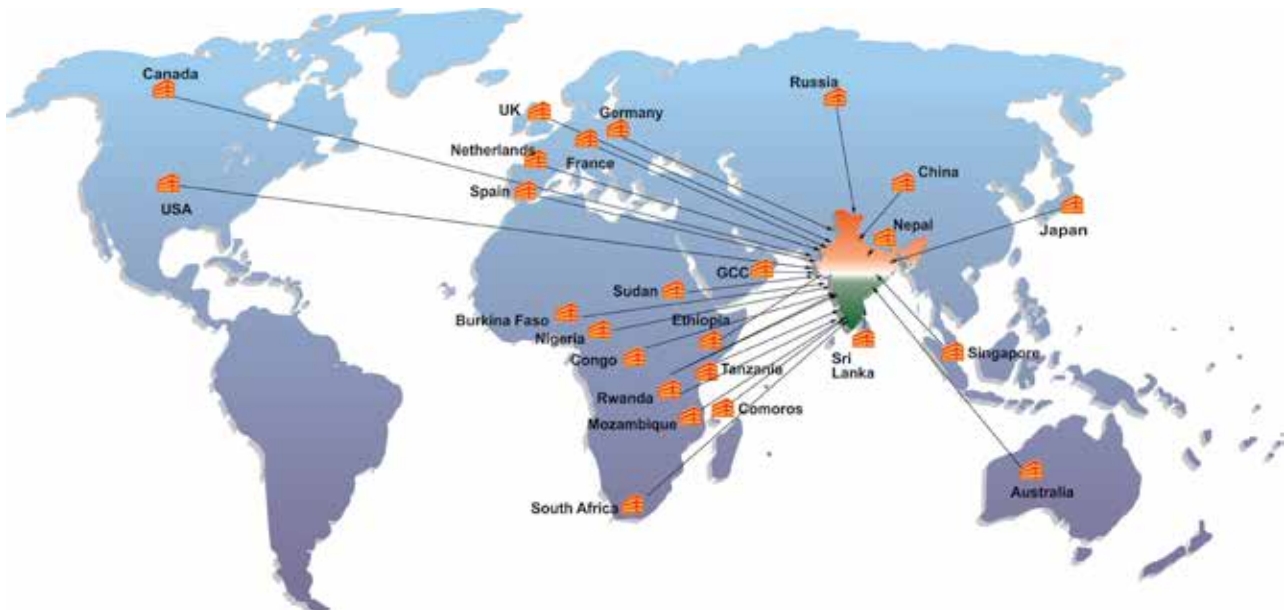 Canada
Russia
UK
Germany
Netherlands
France
China
Spain
USA
Nepal
Japan
GCC
Sudan
Burkina Faso
Ethiopia
Nigeria
Congo
Sri
Lanka
Singapore
Tanzania
Rwanda
Comoros
Mozambique
Australia
South Africa